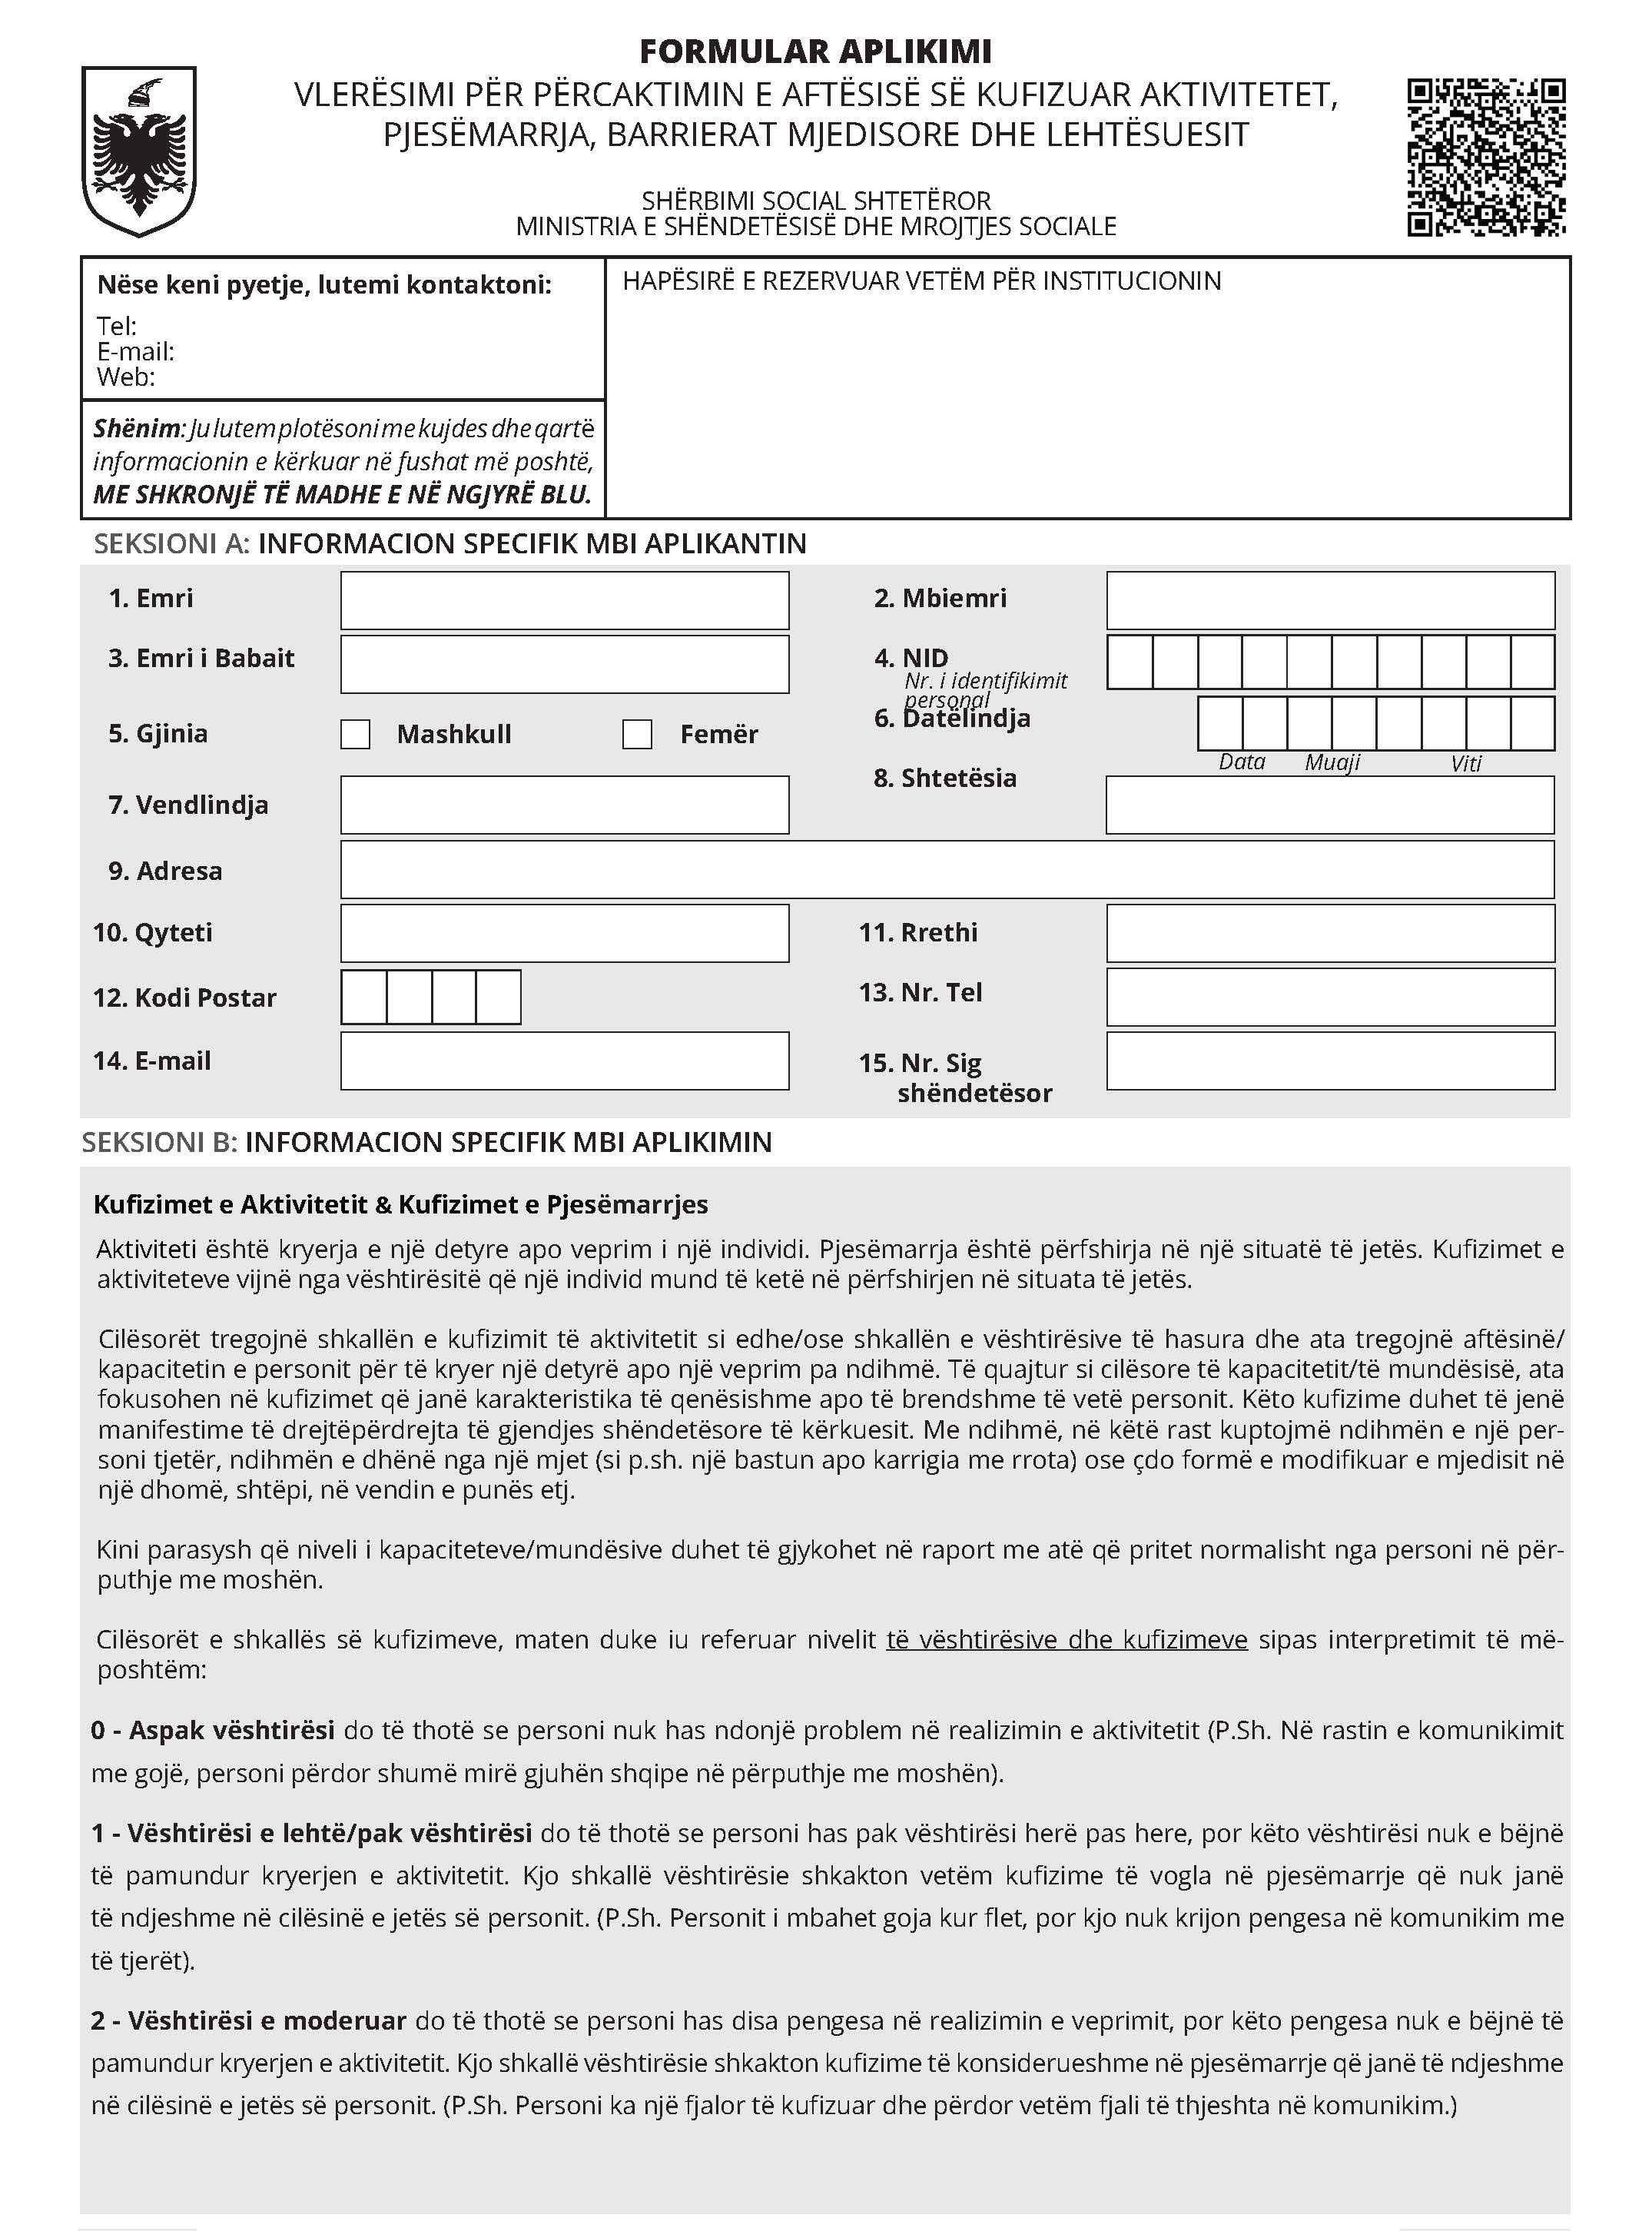 FORMULAR APLIKIMI
VLERËSIMI PËR PËRCAKTIMIN E AFTËSISË SË KUFIZUAR AKTIVITETET,
PJESËMARRJA, BARRIERAT MJEDISORE DHE LEHTËSUESIT
SHËRBIMI SOCIAL SHTETËROR
MINISTRIA E SHËNDETËSISË DHE MROJTJES SOCIALE
Nëse keni pyetje, lutemi kontaktoni:
Tel:
E-mail:
Web:
HAPËSIRË E REZERVUAR VETËM PËR INSTITUCIONIN
Shënim: Ju lutem plotësoni me kujdes dhe qartë
informacionin e kërkuar në fushat më poshtë,
ME SHKRONJË TË MADHE E NË NGJYRË BLU.
SEKSIONI A: INFORMACION SPECIFIK MBI APLIKANTIN
1. Emri
2. Mbiemri
3. Emri i Babait
4. NID
Nr. i identifikimit
personal
5. Gjinia
Mashkull
Femër
6. Datëlindja
Data Muaji Viti
7. Vendlindja
8. Shtetësia
9. Adresa
10. Qyteti
11. Rrethi
12. Kodi Postar
13. Nr. Tel
14. E-mail
15. Nr. Sig
shëndetësor
SEKSIONI B: INFORMACION SPECIFIK MBI APLIKIMIN
Kufizimet e Aktivitetit & Kufizimet e Pjesëmarrjes
Aktiviteti është kryerja e një detyre apo veprim i një individi. Pjesëmarrja është përfshirja në një situatë të jetës. Kufizimet e
aktiviteteve vijnë nga vështirësitë që një individ mund të ketë në përfshirjen në situata të jetës.
Cilësorët tregojnë shkallën e kufizimit të aktivitetit si edhe/ose shkallën e vështirësive të hasura dhe ata tregojnë aftësinë/
kapacitetin e personit për të kryer një detyrë apo një veprim pa ndihmë. Të quajtur si cilësore të kapacitetit/të mundësisë, ata
fokusohen në kufizimet që janë karakteristika të qenësishme apo të brendshme të vetë personit. Këto kufizime duhet të jenë
manifestime të drejtëpërdrejta të gjendjes shëndetësore të kërkuesit. Me ndihmë, në këtë rast kuptojmë ndihmën e një per-
soni tjetër, ndihmën e dhënë nga një mjet (si p.sh. një bastun apo karrigia me rrota) ose çdo formë e modifikuar e mjedisit në
një dhomë, shtëpi, në vendin e punës etj.
Kini parasysh që niveli i kapaciteteve/mundësive duhet të gjykohet në raport me atë që pritet normalisht nga personi në për-
puthje me moshën.
Cilësorët e shkallës së kufizimeve, maten duke iu referuar nivelit të vështirësive dhe kufizimeve sipas interpretimit të më-
poshtëm:
0 - Aspak vështirësi do të thotë se personi nuk has ndonjë problem në realizimin e aktivitetit (P.Sh. Në rastin e komunikimit
me gojë, personi përdor shumë mirë gjuhën shqipe në përputhje me moshën).
1 - Vështirësi e lehtë/pak vështirësi do të thotë se personi has pak vështirësi herë pas here, por këto vështirësi nuk e bëjnë
të pamundur kryerjen e aktivitetit. Kjo shkallë vështirësie shkakton vetëm kufizime të vogla në pjesëmarrje që nuk janë
të ndjeshme në cilësinë e jetës së personit. (P.Sh. Personit i mbahet goja kur flet, por kjo nuk krijon pengesa në komunikim me
të tjerët).
2 - Vështirësi e moderuar do të thotë se personi has disa pengesa në realizimin e veprimit, por këto pengesa nuk e bëjnë të
pamundur kryerjen e aktivitetit. Kjo shkallë vështirësie shkakton kufizime të konsiderueshme në pjesëmarrje që janë të ndjeshme
në cilësinë e jetës së personit. (P.Sh. Personi ka një fjalor të kufizuar dhe përdor vetëm fjali të thjeshta në komunikim.)